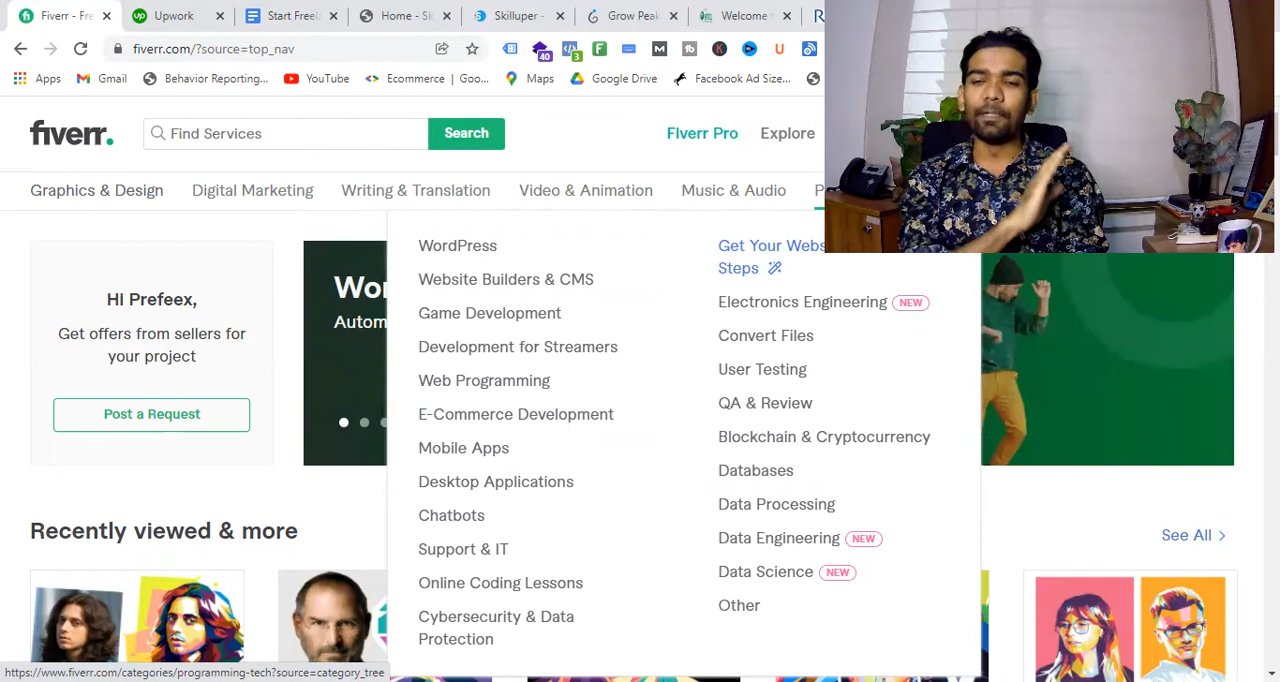 Fiverr - Fre
Upwork
Start Freel
Home - Sk
Skilluper -
Grow Peak
Welcome t
fiverr.com/?source=top_nav
40
3
Apps
Gmail
Behavior Reporting...
YouTube
Ecommerce | Goo...
Maps
Google Drive
Facebook Ad Size...
fiverr.
Find Services
Search
Fiverr Pro
Explore
Graphics & Design
Digital Marketing
Writing & Translation
Video & Animation
Music & Audio
P
HI Prefeex,
Get offers from sellers for
your project
Post a Request
Wor
Autom
WordPress
Website Builders & CMS
Game Development
Development for Streamers
Web Programming
E-Commerce Development
Mobile Apps
Desktop Applications
Chatbots
Support & IT
Online Coding Lessons
Cybersecurity & Data
Protection
Get Your Webs
Steps
Electronics Engineering NEW
Convert Files
User Testing
QA & Review
Blockchain & Cryptocurrency
Databases
Data Processing
Data Engineering NEW
Data Science NEW
Other
Recently viewed & more
See All
https://www.fiverr.com/categories/programming-tech?source=category_tree